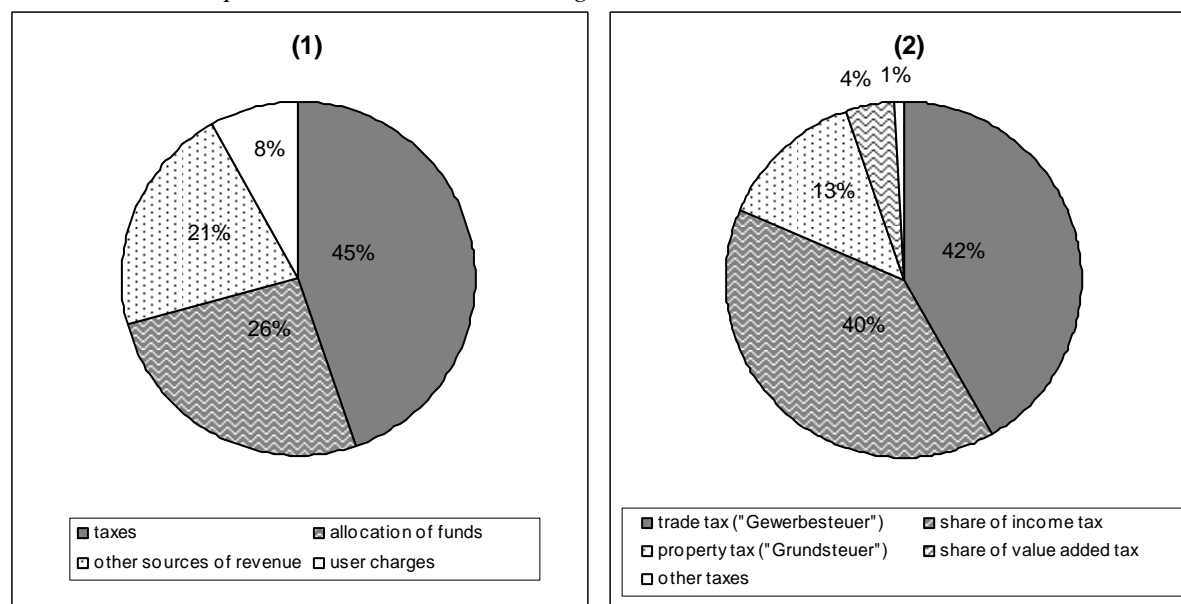 (1)
8%
21%
45%
26%
taxes allocation of funds
other sources of revenue user charges
(2)
4% 1%
13%
42%
40%
trade tax ("Gewerbesteuer") share of income tax
property tax ("Grundsteuer") share of value added tax
other taxes